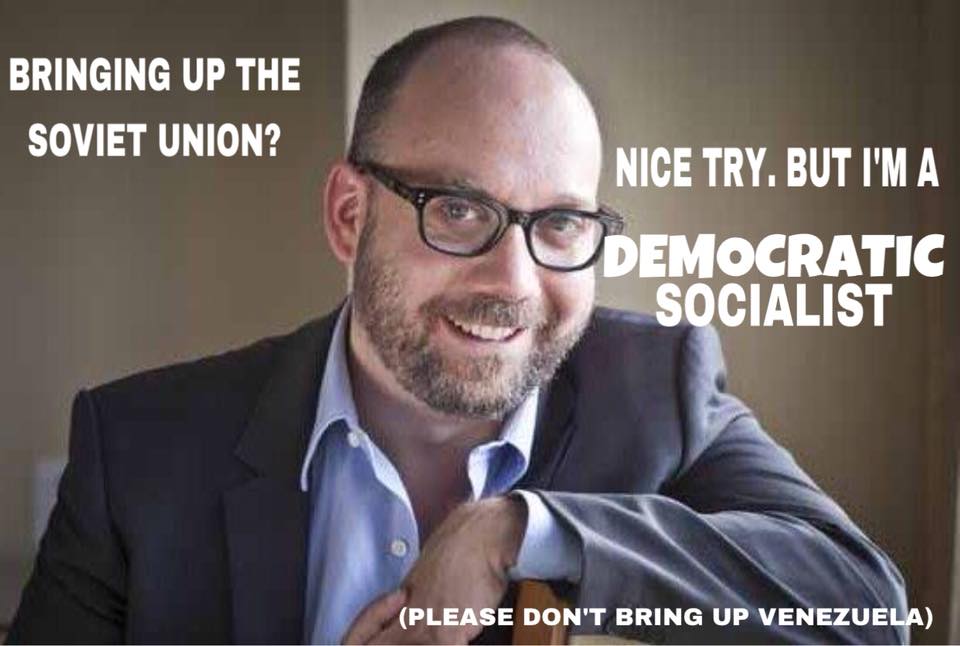 BRINGING UP THE
SOVIET UNION?
NICE TRY. BUT I'M A
DEMOCRATIC
SOCIALIST
(PLEASE DON'T BRING UP VENEZUELA)